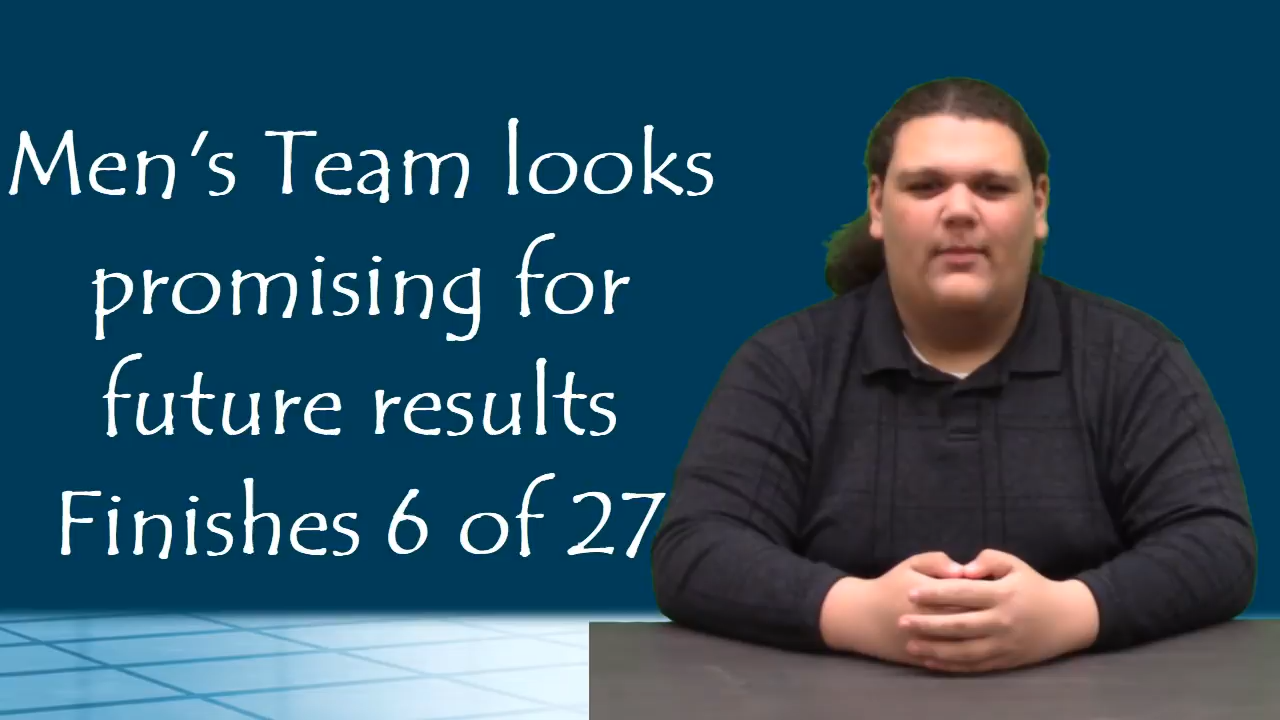 Men's Team looks
promising for
future results
Finishes 6 of 27